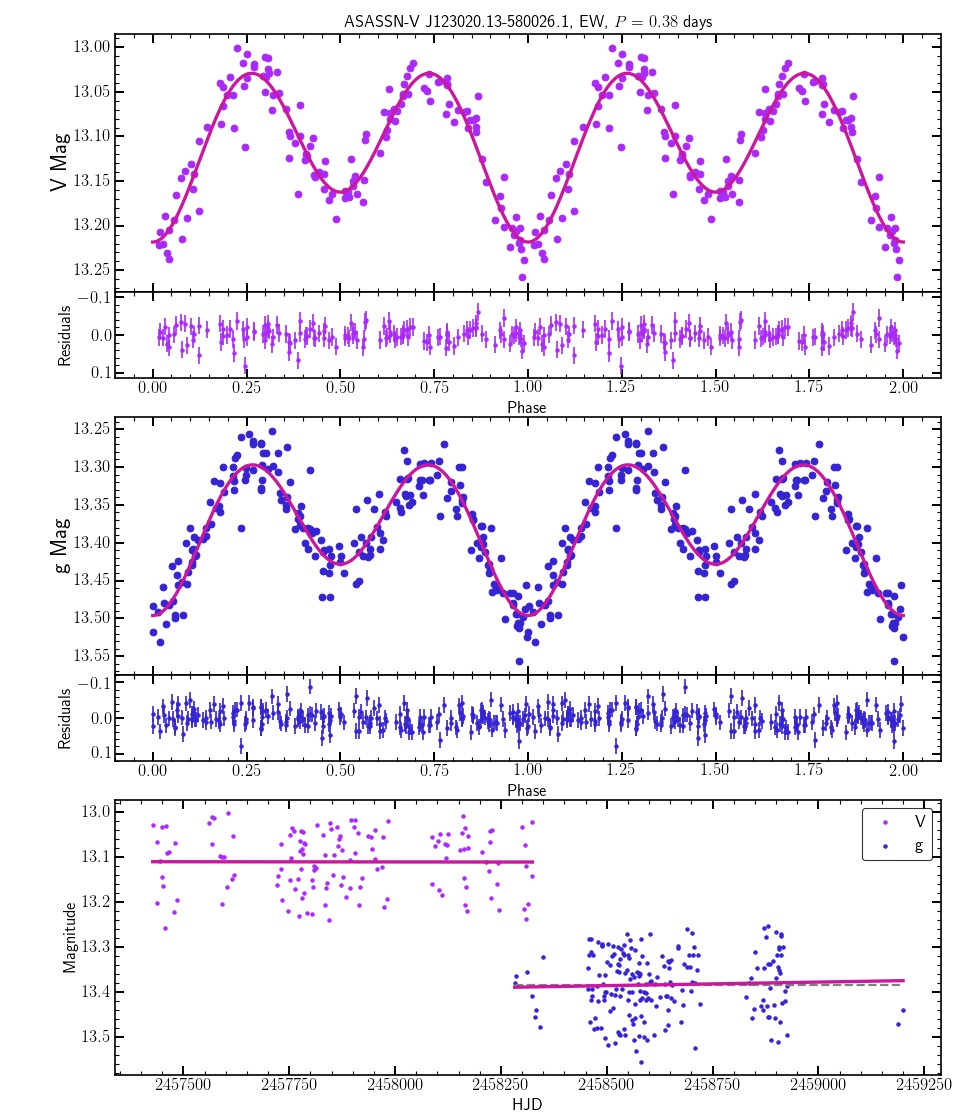 ASASSN-V J123020.13-580026.1, EW, P = 0.38 days
13.00
13.05
13.10
13.15
13.20
13.25
V Mag
−0.1
0.0
0.1
Residuals
0.00 0.25 0.50 0.75 1.00 1.25 1.50 1.75 2.00
Phase
13.25
13.30
13.35
13.40
13.45
13.50
13.55
g Mag
−0.1
0.0
0.1
Residuals
0.00 0.25 0.50 0.75 1.00 1.25 1.50 1.75 2.00
Phase
13.0
13.1
13.2
13.3
13.4
13.5
Magnitude
V
g
2457500 2457750 2458000 2458250 2458500 2458750 2459000 2459250
HJD